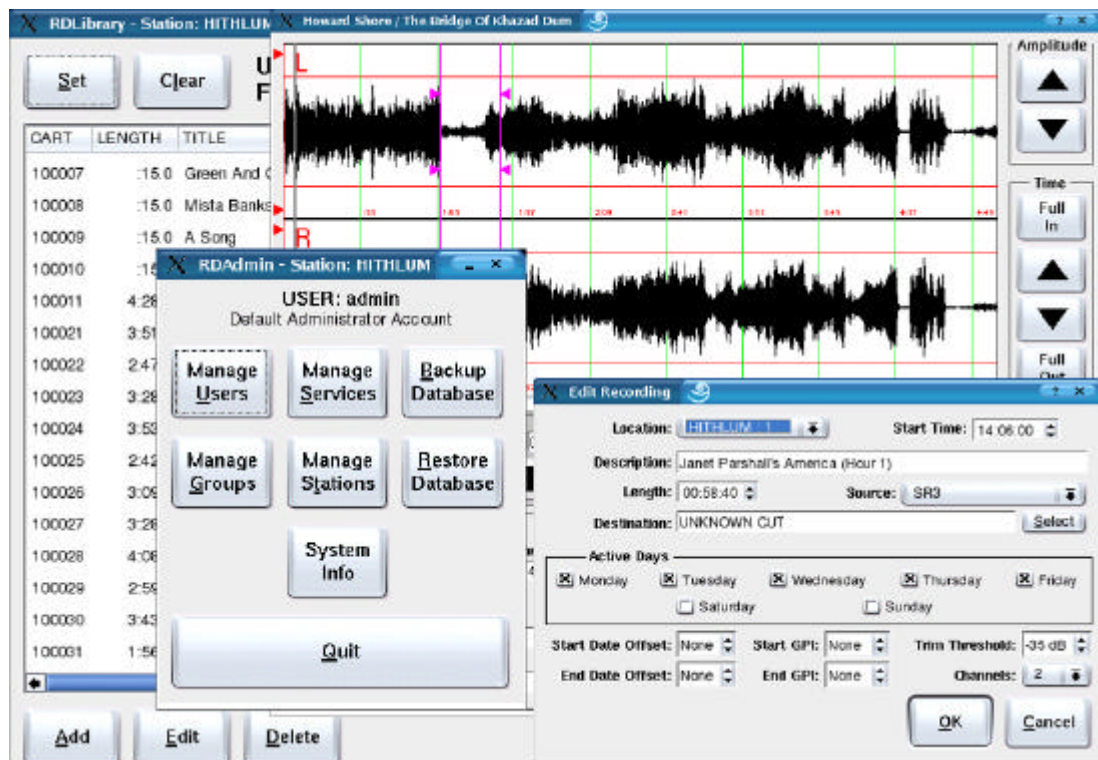 RDLibrary - Station: HITHLUM
Set
Clear
U
F
CART LENGTH TITLE
100007 :15.0 Green And
100008 :15.0 Mista Banks
100009 :15.0 A Song
100010
100011 4:28
100021 3:51
100022 2:47
100023 3:28
100024 3:52
100025 2:42
100026 3:09
100027 3:28
100028 4:08
100029 2:59
100030 3:43
100031 1:56
Add
Edit
Delete
Howard Shore / The Bridge Of Khazad Dum
L
R
Amplitude
Time
Full
In
Full
Out
RDAdmin - Station: HITHLUM
USER: admin
Default Administrator Account
Manage
Users
Manage
Services
Backup
Database
Manage
Groups
Manage
Stations
Restore
Database
System
Info
Quit
Edit Recording
Location: HITHLUM : 1
Start Time: 14:06:00
Description: Janet Parshall's America (Hour 1)
Length: 00:58:40
Source: SR3
Destination: UNKNOWN CUT
Select
Active Days
Monday Tuesday Wednesday Thursday Friday
Saturday Sunday
Start Date Offset: None Start GPI: None Trim Threshold: -35 dB
End Date Offset: None End GPI: None Channels: 2
OK
Cancel